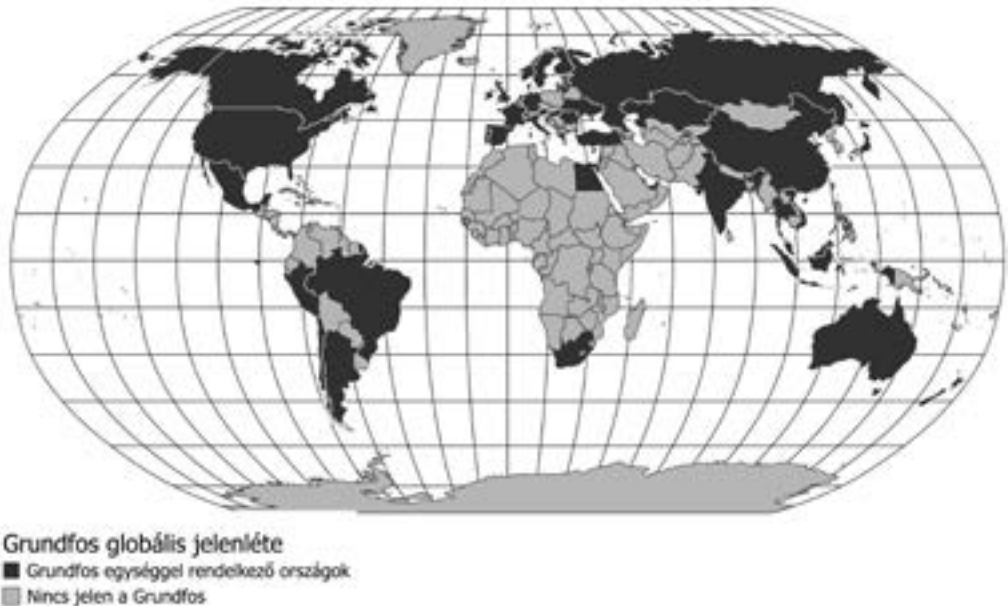 Grundfos globális jelenléte
Grundfos egységgel rendelkező országok
Nincs jelen a Grundfos